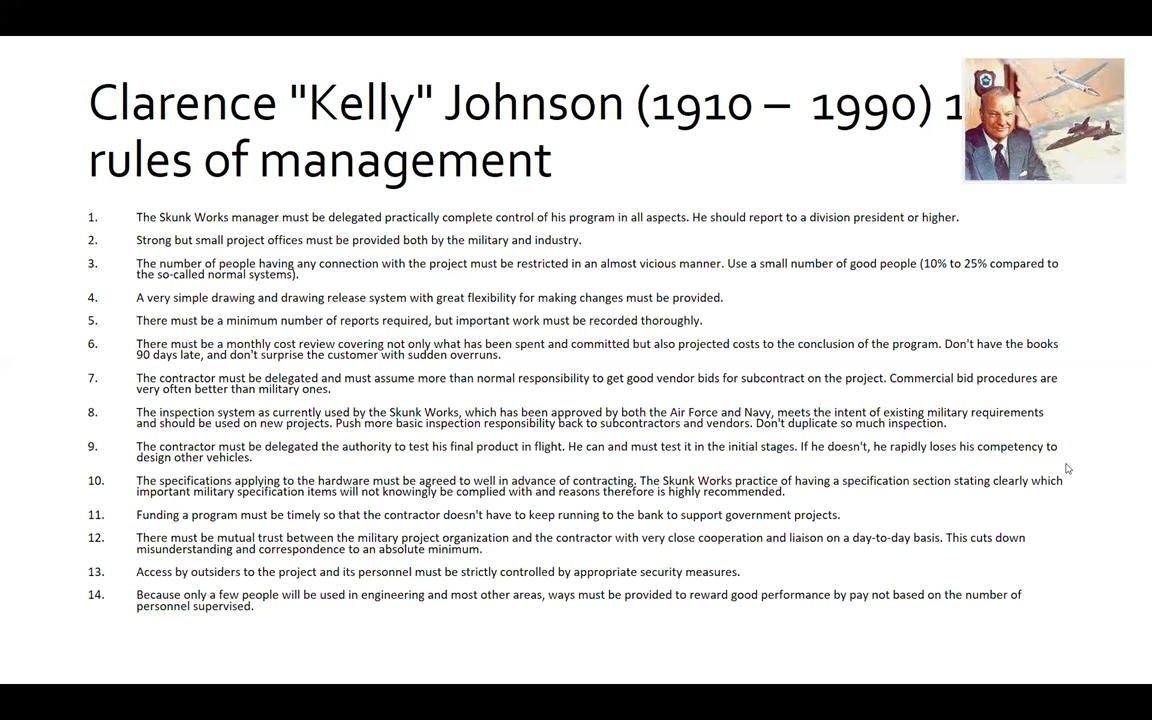 Clarence "Kelly" Johnson (1910 – 1990) 1
rules of management
1. The Skunk Works manager must be delegated practically complete control of his program in all aspects. He should report to a division president or higher.
2. Strong but small project offices must be provided both by the military and industry.
3. The number of people having any connection with the project must be restricted in an almost vicious manner. Use a small number of good people (10% to 25% compared to
the so-called normal systems).
4. A very simple drawing and drawing release system with great flexibility for making changes must be provided.
5. There must be a minimum number of reports required, but important work must be recorded thoroughly.
6. There must be a monthly cost review covering not only what has been spent and committed but also projected costs to the conclusion of the program. Don't have the books
90 days late, and don't surprise the customer with sudden overruns.
7. The contractor must be delegated and must assume more than normal responsibility to get good vendor bids for subcontract on the project. Commercial bid procedures are
very often better than military ones.
8. The inspection system as currently used by the Skunk Works, which has been approved by both the Air Force and Navy, meets the intent of existing military requirements
and should be used on new projects. Push more basic inspection responsibility back to subcontractors and vendors. Don't duplicate so much inspection.
9. The contractor must be delegated the authority to test his final product in flight. He can and must test it in the initial stages. If he doesn't, he rapidly loses his competency to
design other vehicles.
10. The specifications applying to the hardware must be agreed to well in advance of contracting. The Skunk Works practice of having a specification section stating clearly which
important military specification items will not knowingly be complied with and reasons therefore is highly recommended.
11. Funding a program must be timely so that the contractor doesn't have to keep running to the bank to support government projects.
12. There must be mutual trust between the military project organization and the contractor with very close cooperation and liaison on a day-to-day basis. This cuts down
misunderstanding and correspondence to an absolute minimum.
13. Access by outsiders to the project and its personnel must be strictly controlled by appropriate security measures.
14. Because only a few people will be used in engineering and most other areas, ways must be provided to reward good performance by pay not based on the number of
personnel supervised.